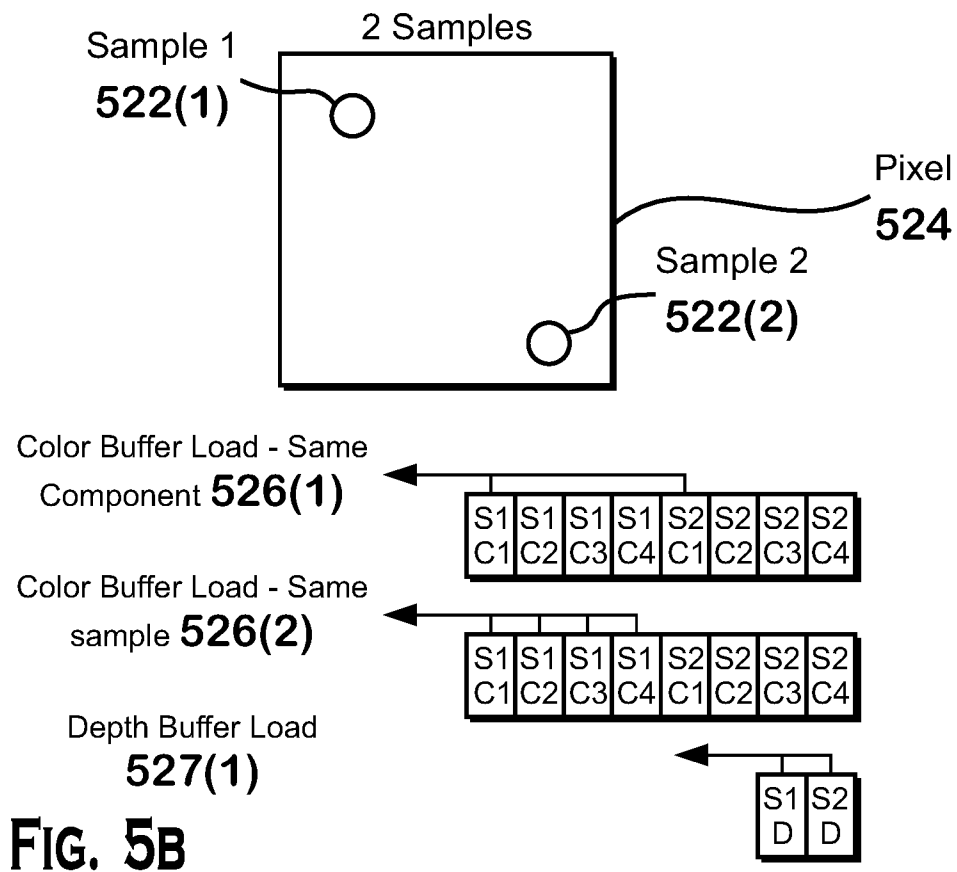 2 Samples
Sample 1
522(1)
Pixel
524
Sample 2
522(2)
Color Buffer Load - Same
Component 526(1)
S1 S1 S1 S1 S2 S2 S2 S2
C1 C2 C3 C4 C1 C2 C3 C4
Color Buffer Load - Same
sample 526(2)
S1 S1 S1 S1 S2 S2 S2 S2
C1 C2 C3 C4 C1 C2 C3 C4
Depth Buffer Load
527(1)
S1 S2
D D
FIG. 5B